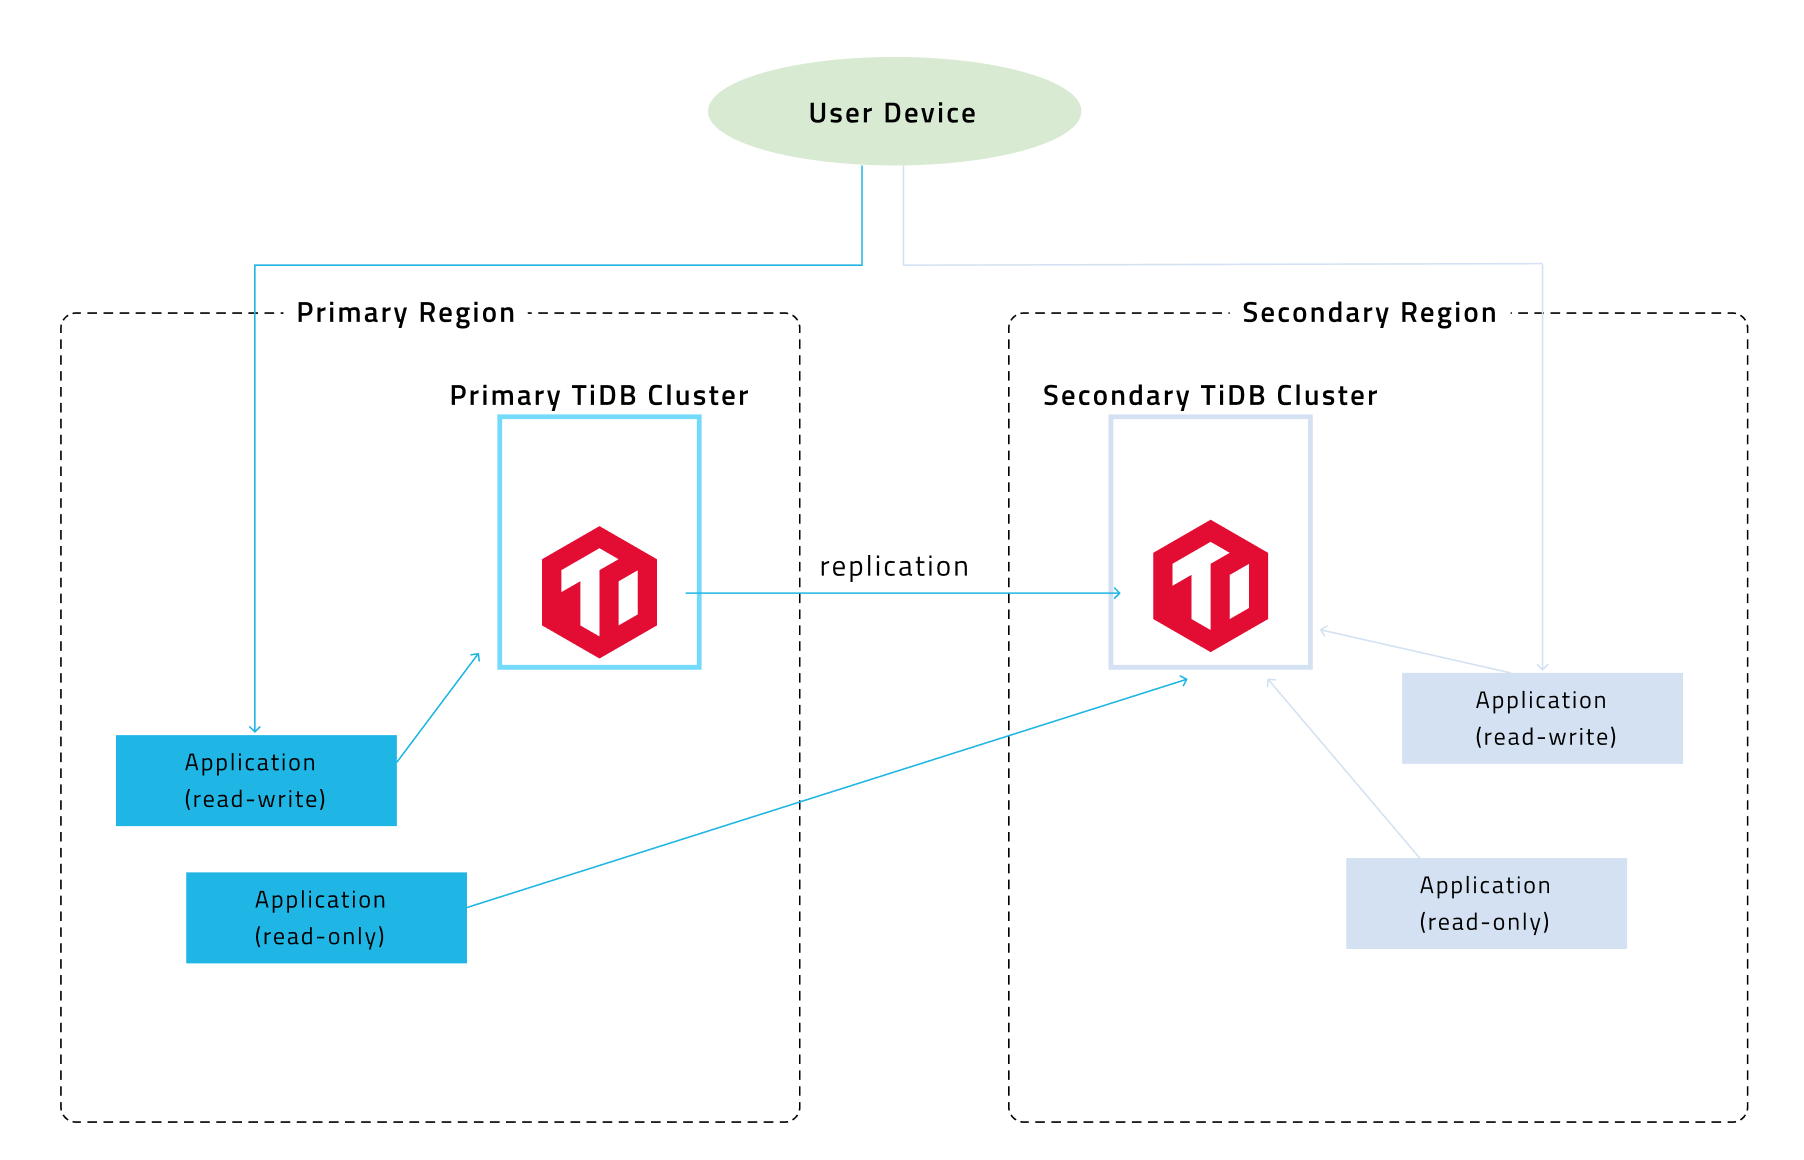 User Device
Primary Region
Secondary Region
Primary TiDB Cluster
Secondary TiDB Cluster
replication
Application
(read-write)
Application
(read-write)
Application
(read-only)
Application
(read-only)